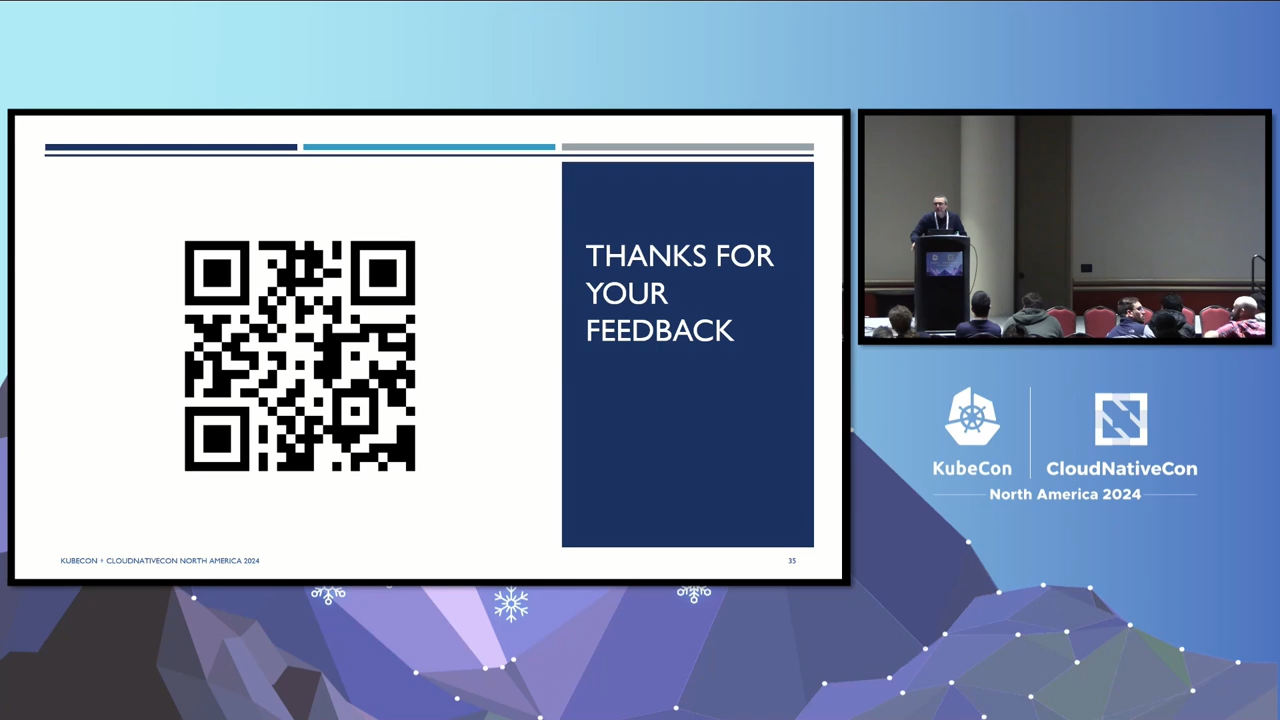 THANKS FOR
YOUR
FEEDBACK
KUBECON + CLOUDNATIVECON NORTH AMERICA 2024
35
KubeCon
CloudNativeCon
North America 2024